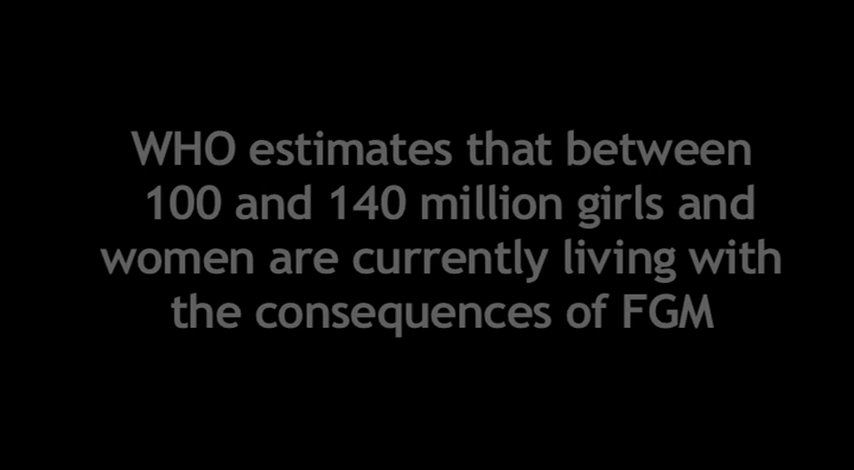 WHO estimates that between
100 and 140 million girls and
women are currently living with
the consequences of FGM